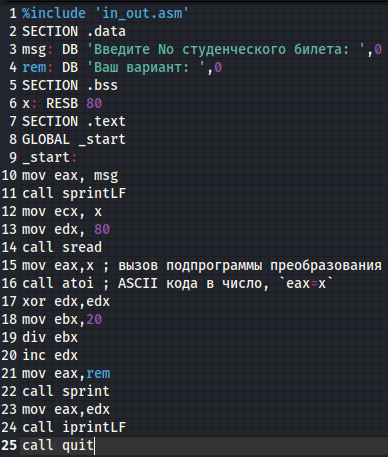 1 %include 'in_out.asm'
2 SECTION .data
3 msg: DB 'Введите No студенческого билета: ',0
4 rem: DB 'Ваш вариант: ',0
5 SECTION .bss
6 x: RESB 80
7 SECTION .text
8 GLOBAL _start
9 _start:
10 mov eax, msg
11 call sprintLF
12 mov ecx, x
13 mov edx, 80
14 call sread
15 mov eax,x ; вызов подпрограммы преобразования
16 call atoi ; ASCII кода в число, `eax=x`
17 xor edx,edx
18 mov ebx,20
19 div ebx
20 inc edx
21 mov eax,rem
22 call sprint
23 mov eax,edx
24 call iprintLF
25 call quit